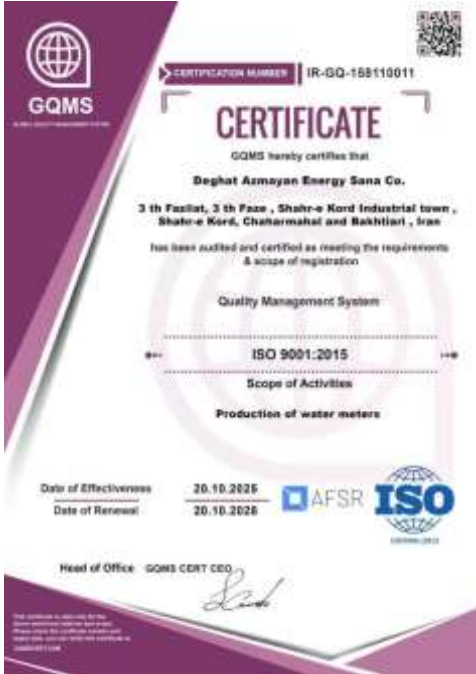 GQMS
CERTIFICATION NUMBER IR-GQ-158110011
CERTIFICATE
GQMS hereby certifies that
Deghat Azmayan Energy Sana Co.
3 th Fazilat, 3 th Faze , Shahr-e Kord Industrial town ,
Shahr-e Kord, Chaharmahal and Bakhtiari , Iran
has been audited and certified as meeting the requirements
& scope of registration
Quality Management System
ISO 9001:2015
Scope of Activities
Production of water meters
Date of Effectiveness 20.10.2025
Date of Renewal 20.10.2028
AFSR
ISO
Head of Office GQMS CERT CEO